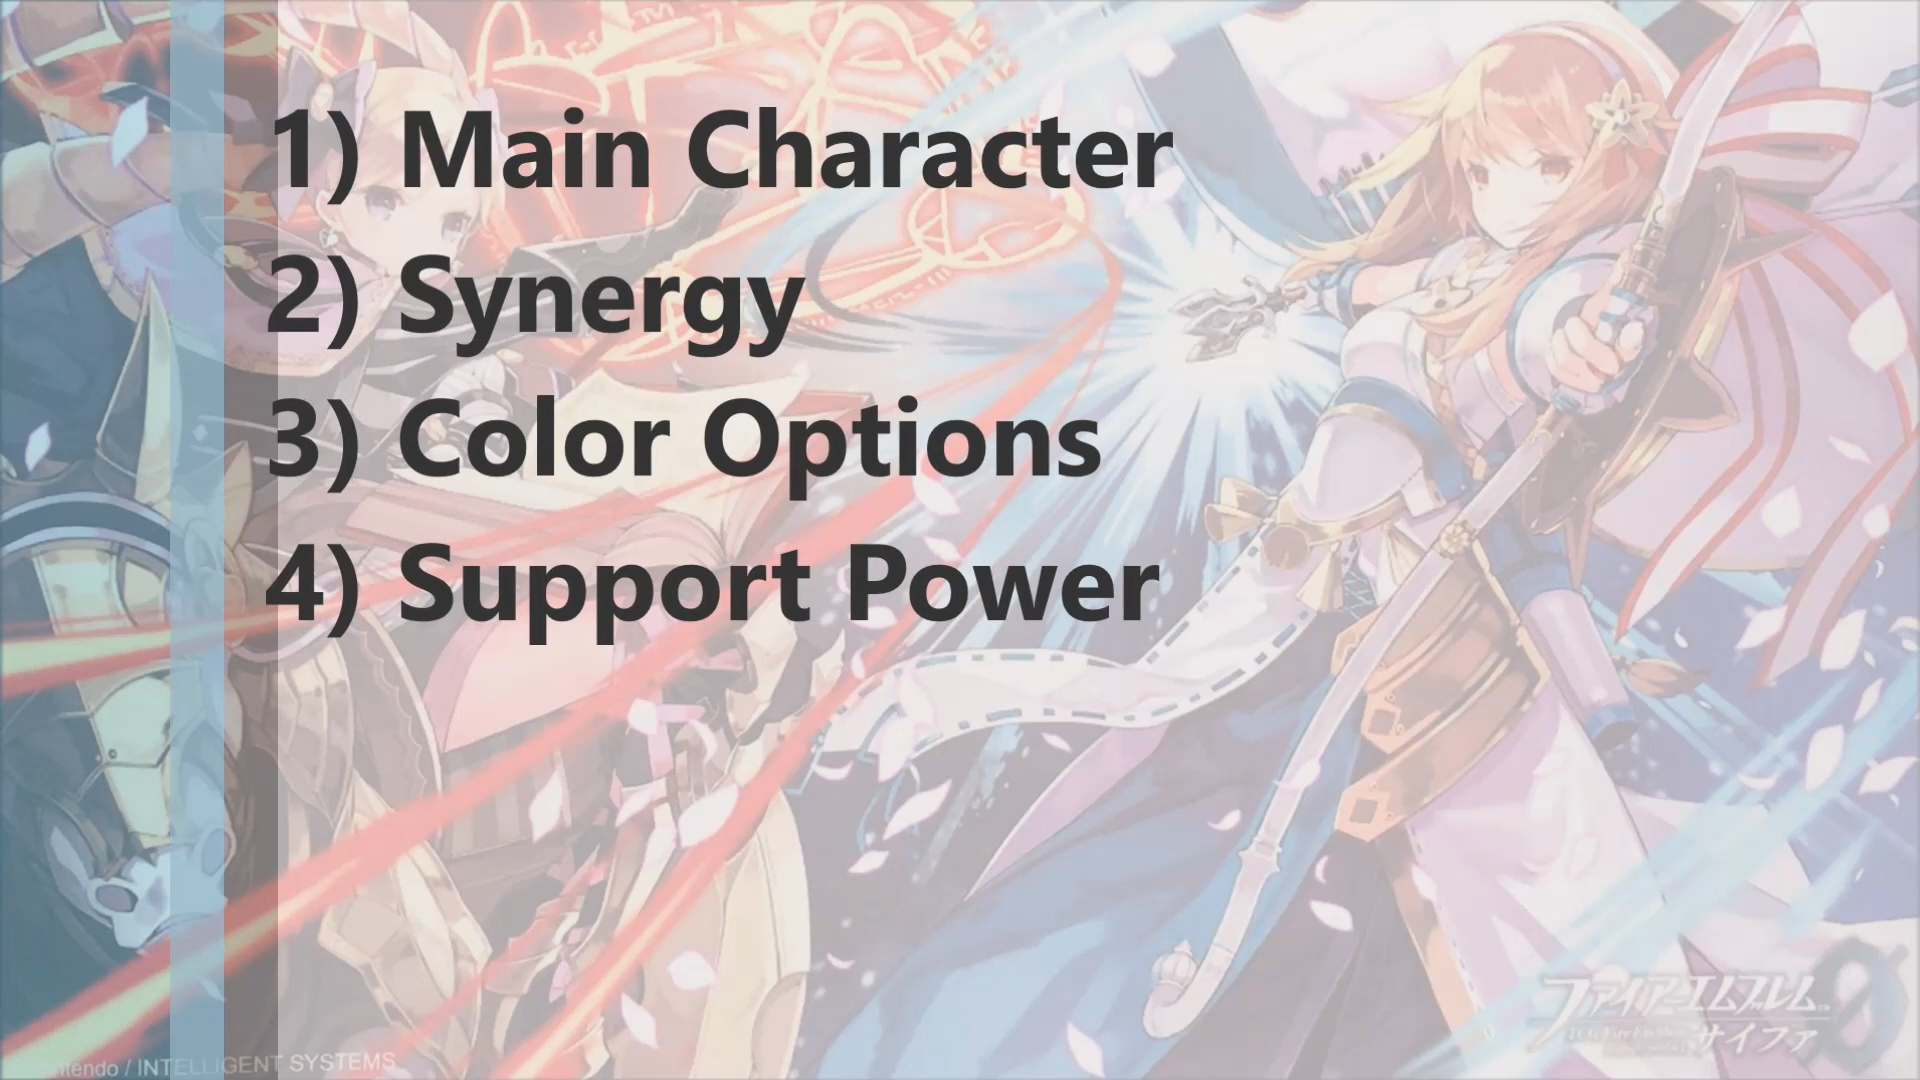 1) Main Character
2) Synergy
3) Color Options
4) Support Power
ファイアーエムブレム
サイファ
ntendo / INTELLIGENT SYSTEMS